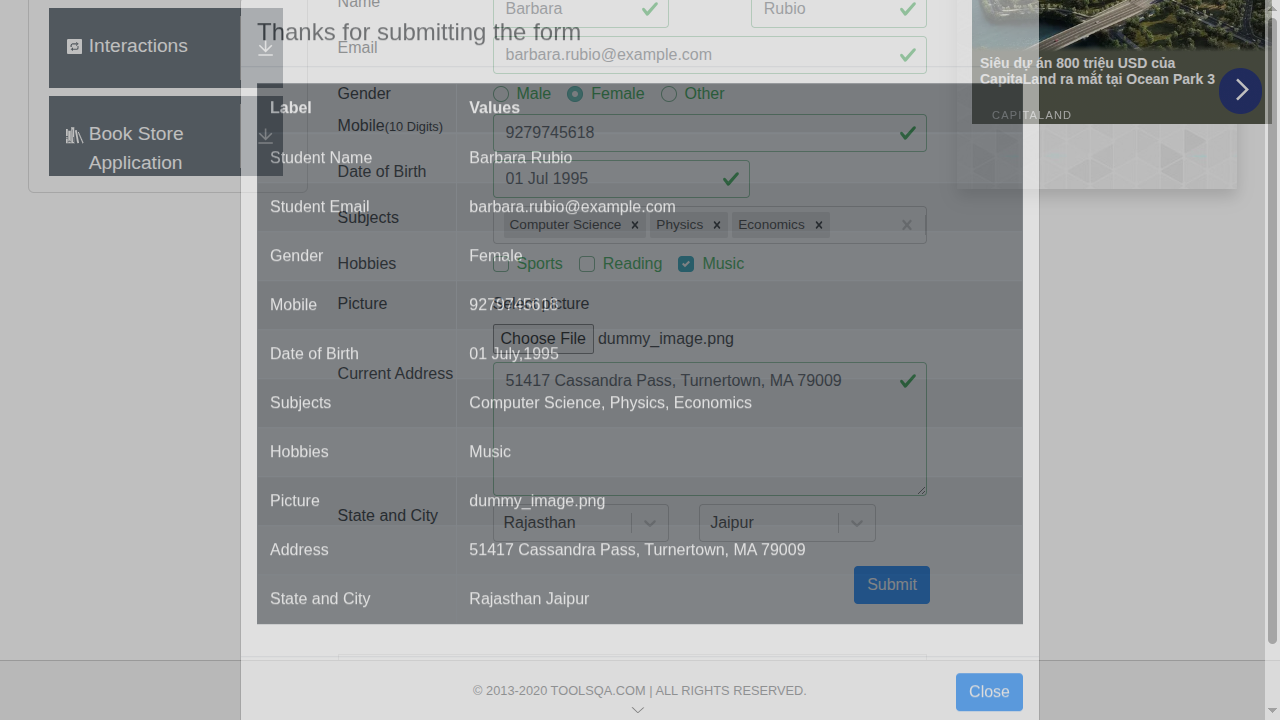 Name
Barbara
Rubio
Thanks for submitting the form
Interactions
Email
barbara.rubio@example.com
Siêu dự án 800 triệu USD của
CapitaLand ra mắt tại Ocean Park 3
CAPITALAND
Gender
Male
Female
Other
Label
Values
Mobile(10 Digits)
9279745618
Book Store
Application
Student Name
Barbara Rubio
Date of Birth
01 Jul 1995
Student Email
barbara.rubio@example.com
Subjects
Computer Science x
Physics x
Economics x
Gender
Female
Hobbies
Sports
Reading
Music
Mobile
9279745618
Picture
Select picture
Choose File
dummy_image.png
Date of Birth
01 July,1995
Current Address
51417 Cassandra Pass, Turnertown, MA 79009
Subjects
Computer Science, Physics, Economics
Hobbies
Music
Picture
dummy_image.png
State and City
Rajasthan
Jaipur
Address
51417 Cassandra Pass, Turnertown, MA 79009
Submit
State and City
Rajasthan Jaipur
© 2013-2020 TOOLSQA.COM | ALL RIGHTS RESERVED.
Close